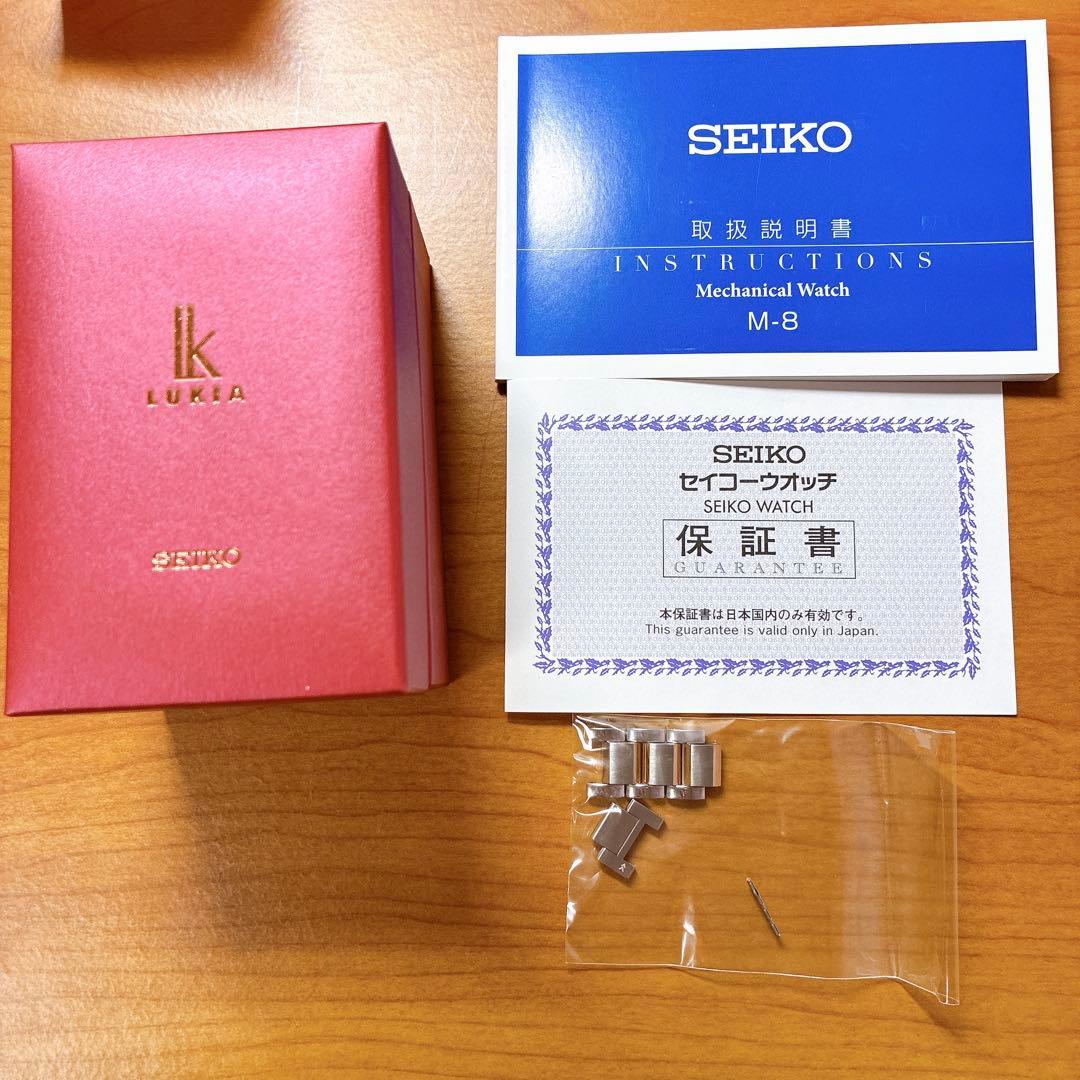 lk
LUKIA
SEIKO
SEIKO
取扱説明書
INSTRUCTIONS
Mechanical Watch
M-8
SEIKO
セイコーウオッチ
SEIKO WATCH
保証書
GUARANTEE
本保証書は日本国内のみ有効です。
This guarantee is valid only in Japan.